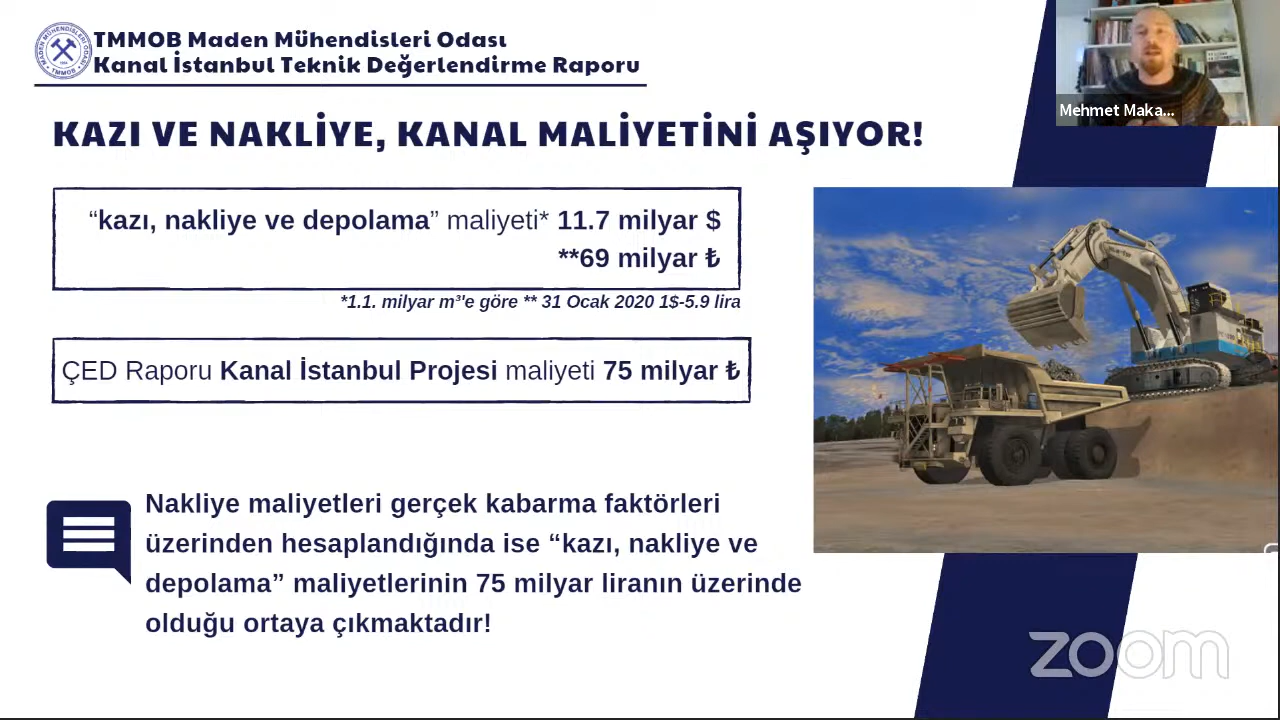 TMMOB Maden Mühendisleri Odası
Kanal İstanbul Teknik Değerlendirme Raporu
Mehmet Maka...
KAZI VE NAKLİYE, KANAL MALİYETİNİ AŞIYOR!
“kazı, nakliye ve depolama” maliyeti* 11.7 milyar $
**69 milyar ₺
*1.1. milyar m³'e göre ** 31 Ocak 2020 1$-5.9 lira
ÇED Raporu Kanal İstanbul Projesi maliyeti 75 milyar ₺
Nakliye maliyetleri gerçek kabarma faktörleri
üzerinden hesaplandığında ise “kazı, nakliye ve
depolama” maliyetlerinin 75 milyar liranın üzerinde
olduğu ortaya çıkmaktadır!
zoom